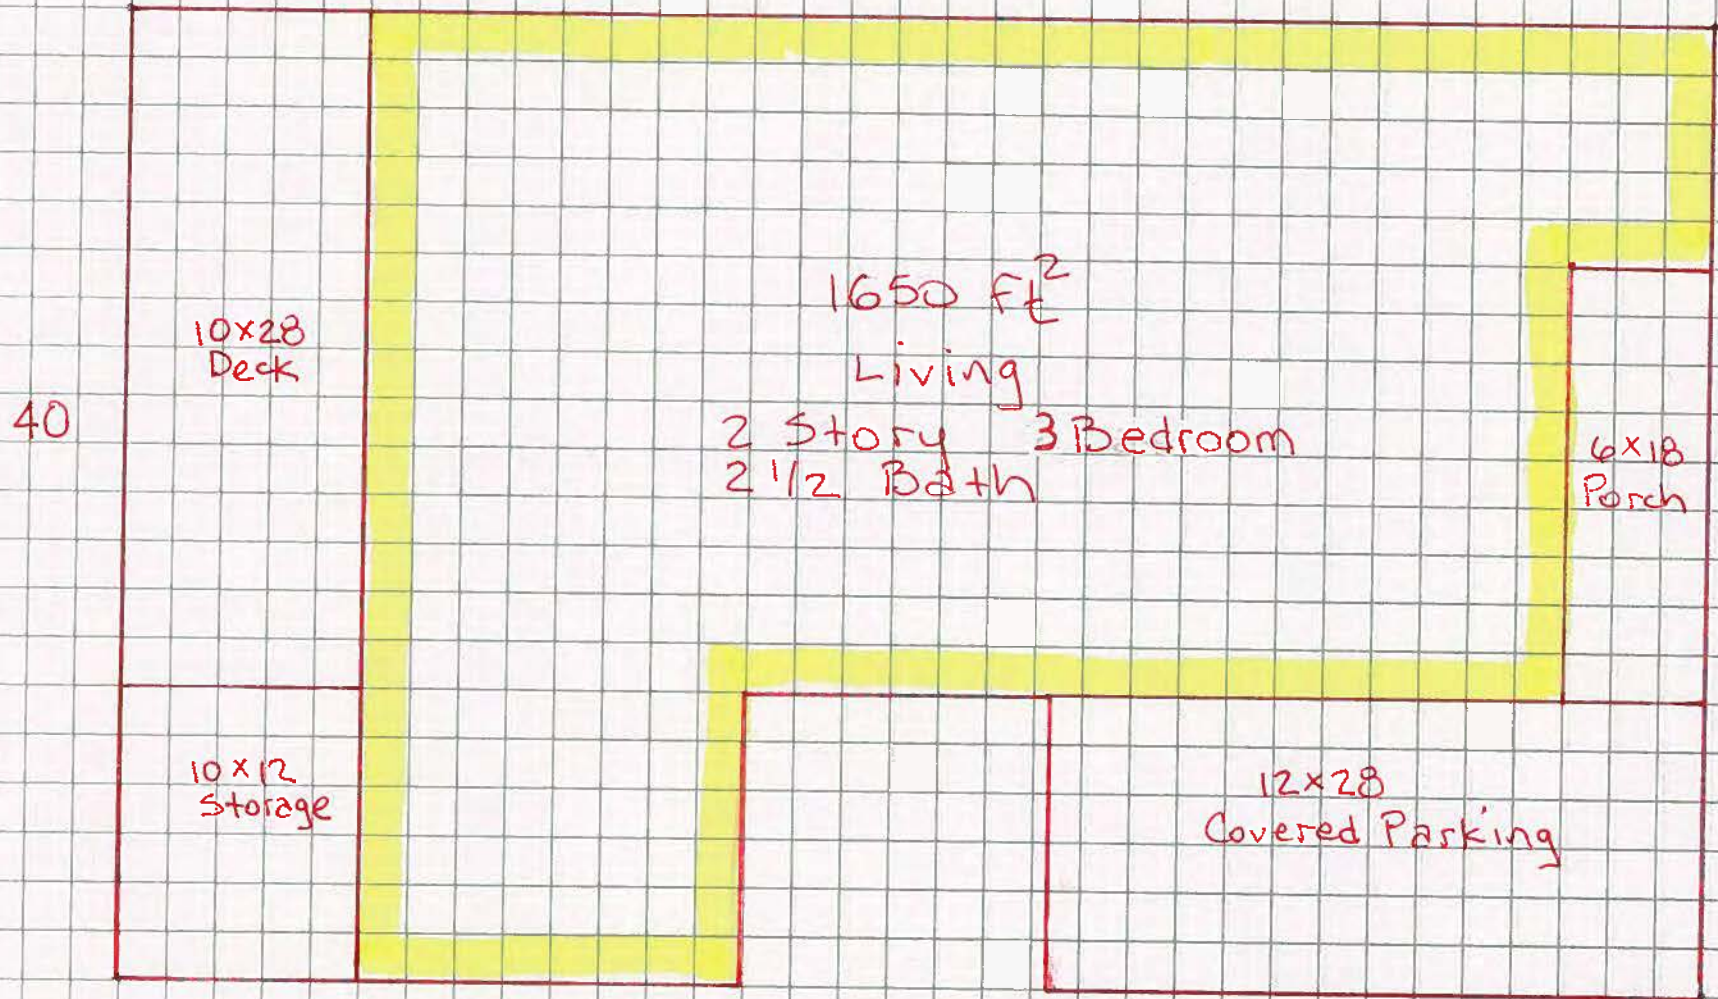 1650 ft²
Living
2 Story 3 Bedroom
2 1/2 Bath
10x28
Deck
40
6x18
Porch
10x12
Storage
12x28
Covered Parking